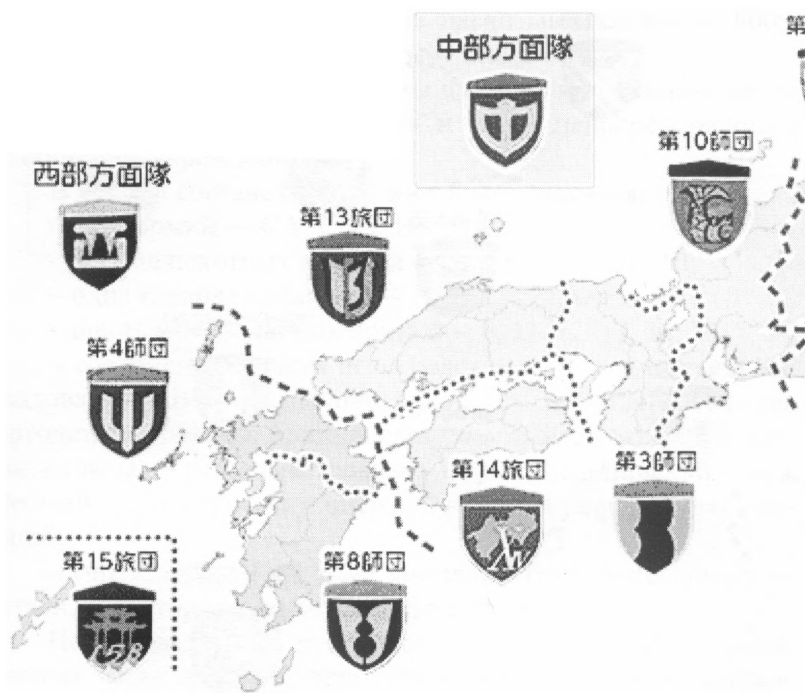 第
中部方面隊
第10師団
西部方面隊
第13旅団
第4師団
第3師団
第14旅団
第15旅団
第8師団